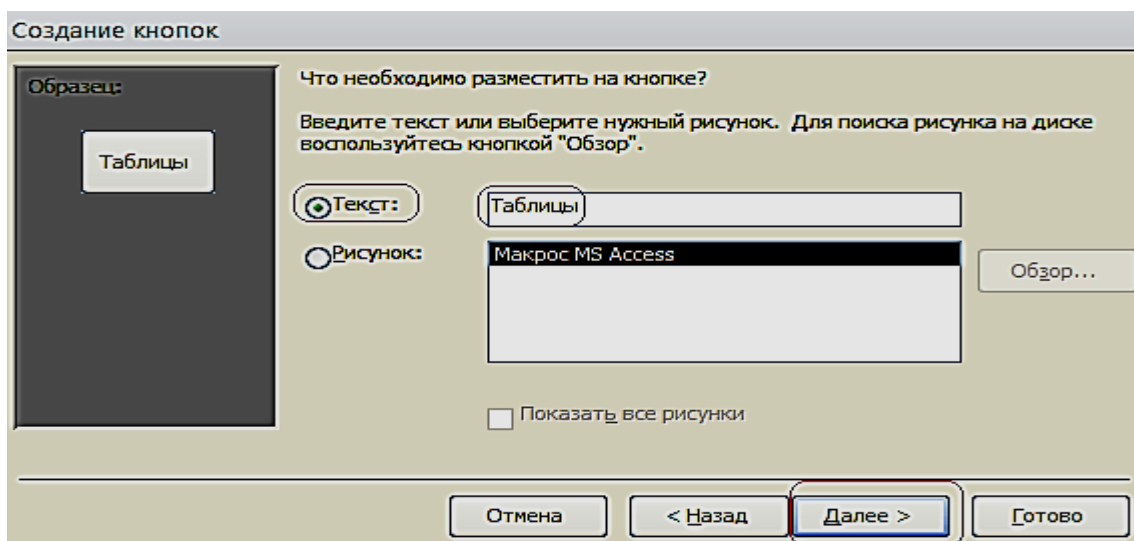 Создание кнопок
Образец:
Таблицы
Что необходимо разместить на кнопке?
Введите текст или выберите нужный рисунок. Для поиска рисунка на диске
воспользуйтесь кнопкой "Обзор".
Текст:
Таблицы
Рисунок:
Макрос MS Access
Обзор...
Показать все рисунки
Отмена
< Назад
Далее >
Готово